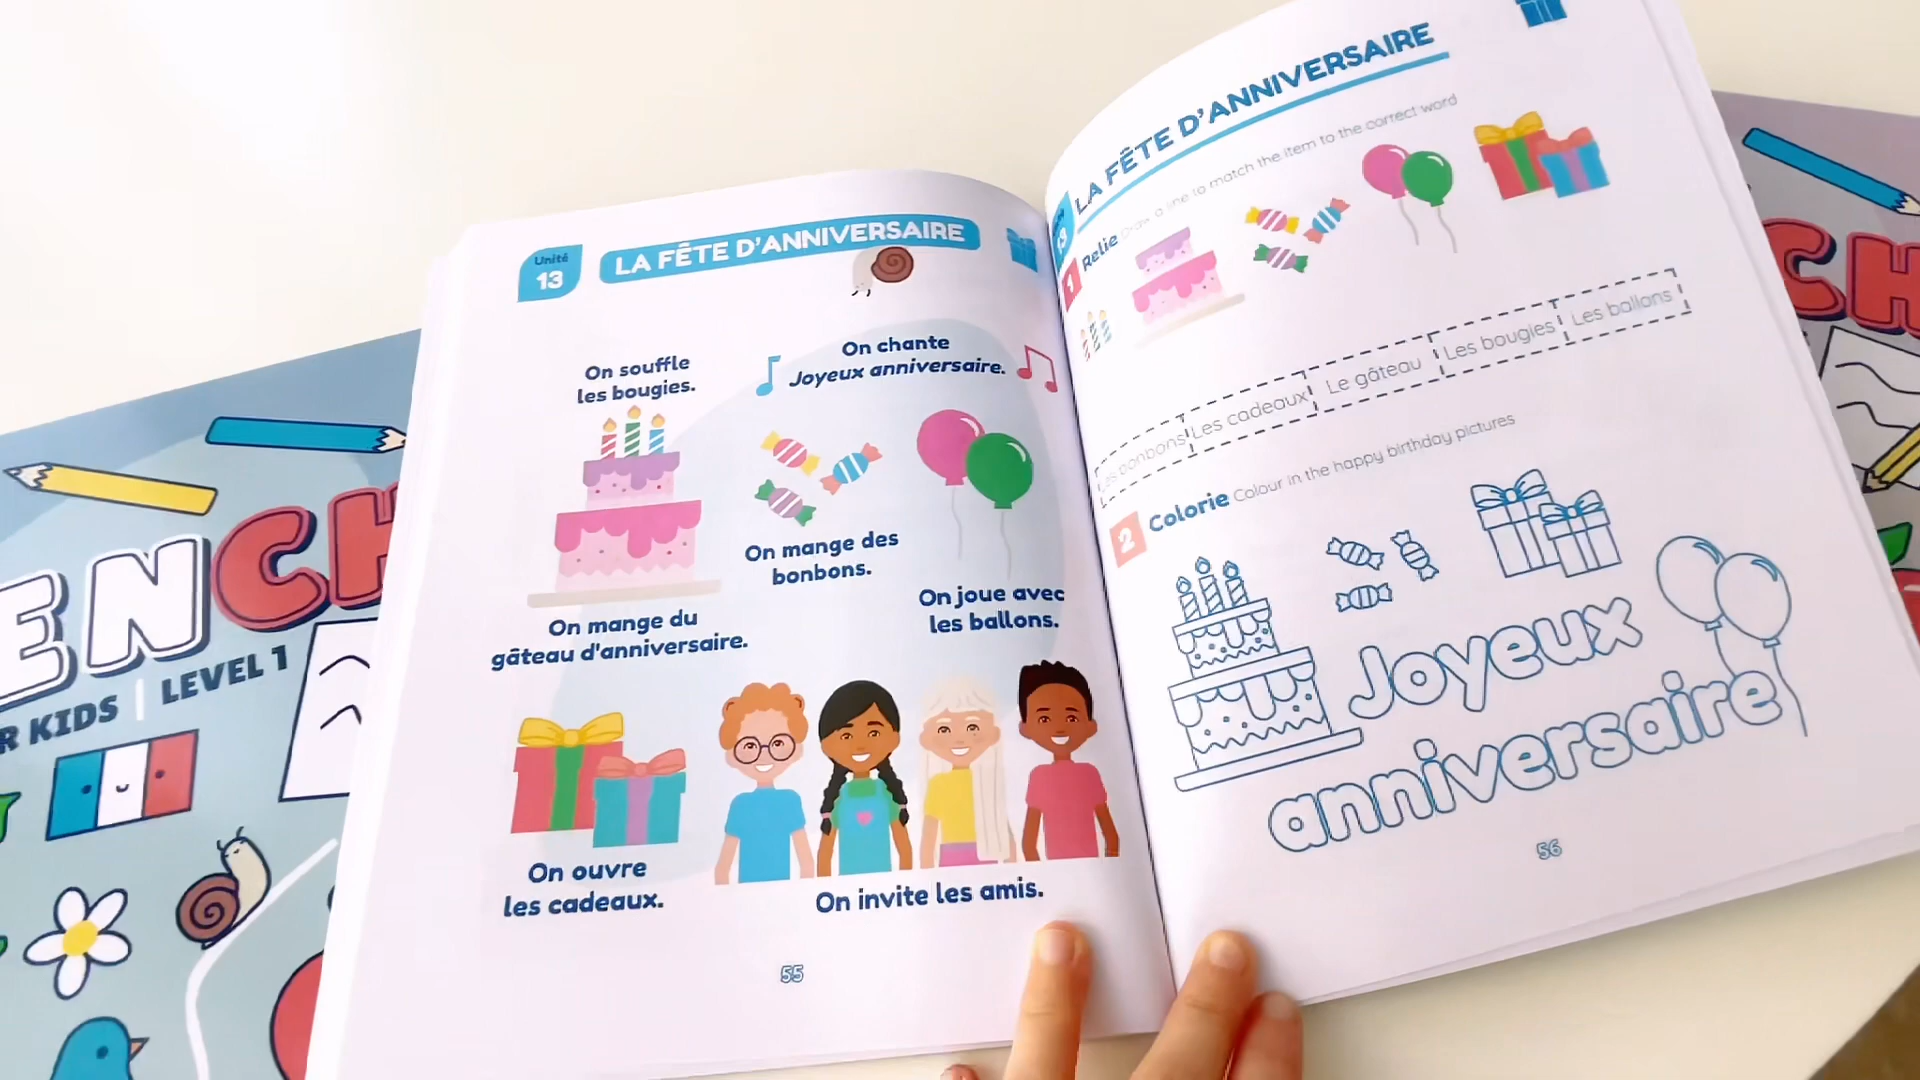 Unité
13
LA FÊTE D'ANNIVERSAIRE
On souffle
les bougies.
On chante
Joyeux anniversaire.
On mange des
bonbons.
On joue avec
les ballons.
On mange du
gâteau d'anniversaire.
On ouvre
les cadeaux.
On invite les amis.
55
13
LA FÊTE D'ANNIVERSAIRE
1 Relie Draw a line to match the item to the correct word
Les bonbons Les cadeaux Le gâteau Les bougies Les ballons
2 Colorie Colour in the happy birthday pictures
Joyeux
anniversaire
56
KIDS | LEVEL 1